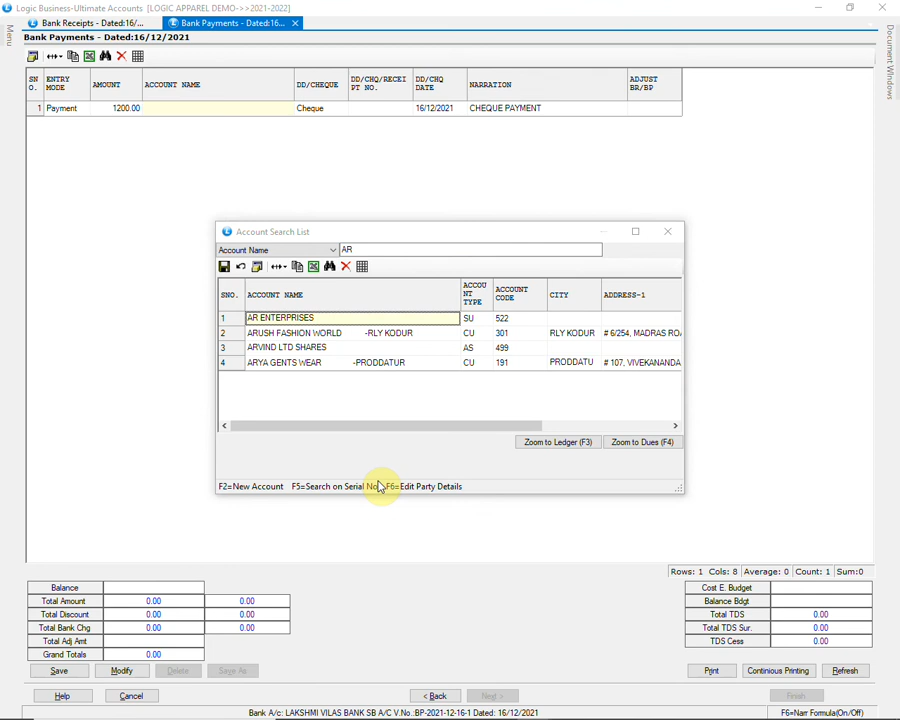 Logic Business-Ultimate Accounts [LOGIC APPAREL DEMO->>2021-2022]
Menu
Bank Receipts - Dated:16/...
Bank Payments - Dated:16...
Document Windows
Bank Payments - Dated:16/12/2021
SN O. ENTRY MODE AMOUNT ACCOUNT NAME DD/CHEQUE DD/CHQ/RECEI PT NO. DD/CHQ DATE NARRATION ADJUST BR/BP
1 Payment 1200.00 Cheque 16/12/2021 CHEQUE PAYMENT
Account Search List
Account Name AR
SNO. ACCOUNT NAME ACCOU NT TYPE ACCOUNT CODE CITY ADDRESS-1
1 AR ENTERPRISES SU 522
2 ARUSH FASHION WORLD -RLY KODUR CU 301 RLY KODUR # 6/254, MADRAS RO
3 ARVIND LTD SHARES AS 499
4 ARYA GENTS WEAR -PRODDATUR CU 191 PRODDATU # 107, VIVEKANANDA
Zoom to Ledger (F3) Zoom to Dues (F4)
F2=New Account F5=Search on Serial No F6=Edit Party Details
Rows: 1 Cols: 8 Average: 0 Count: 1 Sum:0
Balance
Total Amount 0.00 0.00
Total Discount 0.00 0.00
Total Bank Chg 0.00 0.00
Total Adj Amt
Grand Totals 0.00
Cost E. Budget
Balance Bdgt
Total TDS 0.00
Total TDS Sur. 0.00
TDS Cess 0.00
Save Modify Delete Save As Print Continious Printing Refresh
Help Cancel < Back Next > Finish
Bank A/c: LAKSHMI VILAS BANK SB A/C V.No.:BP-2021-12-16-1 Dated: 16/12/2021 F6=Narr Formula(On/Off)